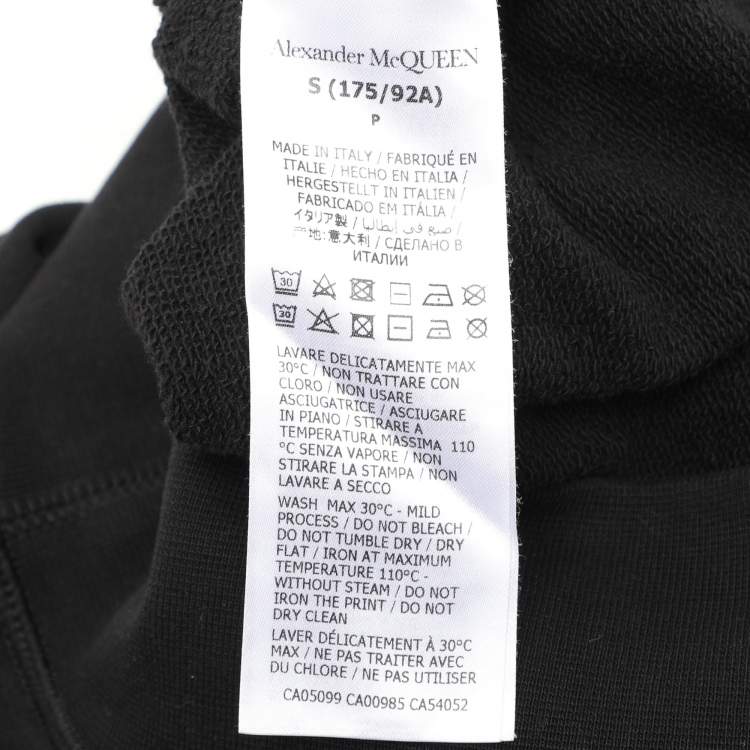 Alexander McQUEEN
S (175/92A)
P
MADE IN ITALY / FABRIQUÉ EN
ITALIE / HECHO EN ITALIA /
HERGESTELLT IN ITALIEN /
FABRICADO EM ITÁLIA /
イタリア製 / صنع في إيطاليا /
产地:意大利 / СДЕЛАНО В
ИТАЛИИ
30
30
LAVARE DELICATAMENTE MAX
30°C / NON TRATTARE CON
CLORO / NON USARE
ASCIUGATRICE / ASCIUGARE
IN PIANO / STIRARE A
TEMPERATURA MASSIMA 110
°C SENZA VAPORE / NON
STIRARE LA STAMPA / NON
LAVARE A SECCO
WASH MAX 30°C - MILD
PROCESS / DO NOT BLEACH /
DO NOT TUMBLE DRY / DRY
FLAT / IRON AT MAXIMUM
TEMPERATURE 110°C -
WITHOUT STEAM / DO NOT
IRON THE PRINT / DO NOT
DRY CLEAN
LAVER DÉLICATEMENT À 30°C
MAX / NE PAS TRAITER AVEC
DU CHLORE / NE PAS UTILISER
CA05099 CA00985 CA54052